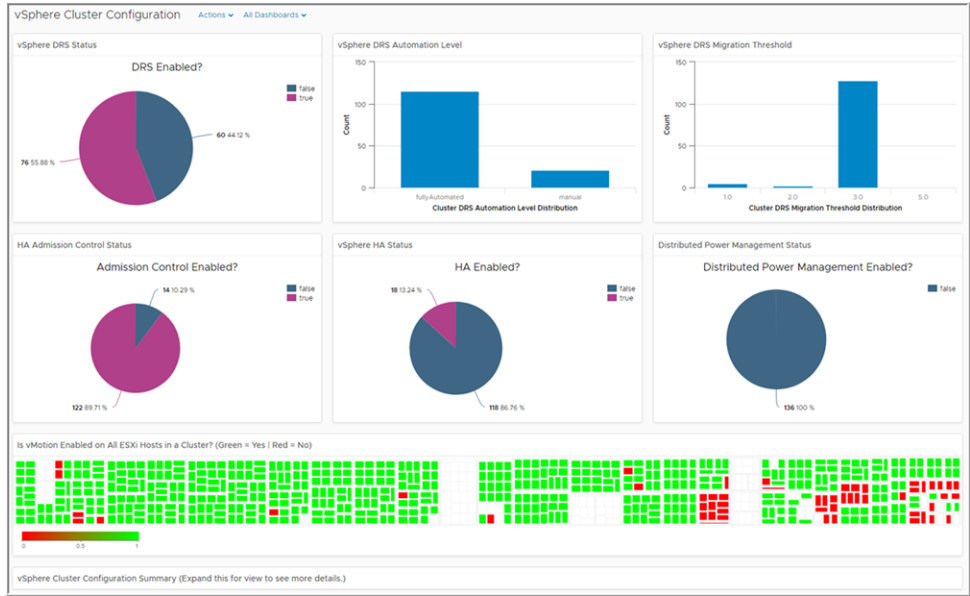 vSphere Cluster Configuration Actions All Dashboards
vSphere DRS Status
DRS Enabled?
false
true
60 44.12 %
76 55.88 %
vSphere DRS Automation Level
150
100
50
0
Count
fullyAutomated manual
Cluster DRS Automation Level Distribution
vSphere DRS Migration Threshold
150
100
50
0
Count
1.0 2.0 3.0 5.0
Cluster DRS Migration Threshold Distribution
HA Admission Control Status
Admission Control Enabled?
14 10.29 %
false
true
122 89.71 %
vSphere HA Status
HA Enabled?
18 13.24 %
false
true
118 86.76 %
Distributed Power Management Status
Distributed Power Management Enabled?
false
136 100 %
Is vMotion Enabled on All ESXi Hosts in a Cluster? (Green = Yes | Red = No)
0 0.5 1
vSphere Cluster Configuration Summary (Expand this for view to see more details.)